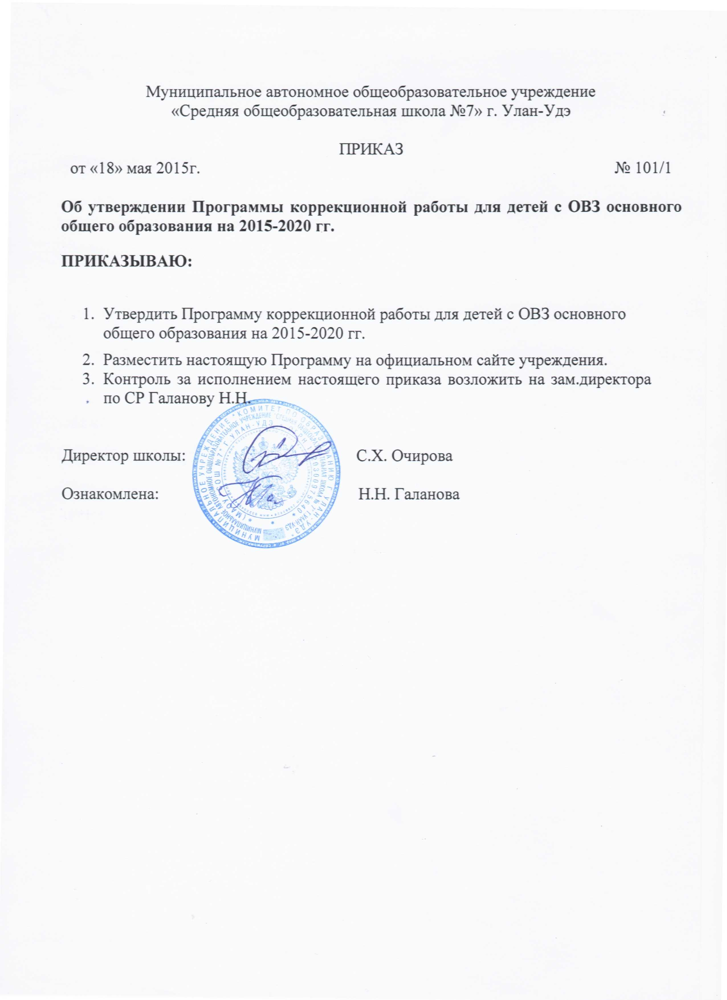 Муниципальное автономное общеобразовательное учреждение
«Средняя общеобразовательная школа №7» г. Улан-Удэ
ПРИКАЗ
от «18» мая 2015г. № 101/1
Об утверждении Программы коррекционной работы для детей с ОВЗ основного
общего образования на 2015-2020 гг.
ПРИКАЗЫВАЮ:
1. Утвердить Программу коррекционной работы для детей с ОВЗ основного
общего образования на 2015-2020 гг.
2. Разместить настоящую Программу на официальном сайте учреждения.
3. Контроль за исполнением настоящего приказа возложить на зам.директора
по СР Галанову Н.Н.
Директор школы: С.Х. Очирова
Ознакомлена: Н.Н. Галанова
МУНИЦИПАЛЬНОЕ УЧРЕЖДЕНИЕ "КОМИТЕТ ПО ОБРАЗОВАНИЮ Г. УЛАН-УДЭ"
МУНИЦИПАЛЬНОЕ АВТОНОМНОЕ ОБЩЕОБРАЗОВАТЕЛЬНОЕ УЧРЕЖДЕНИЕ "СРЕДНЯЯ ОБЩЕОБРАЗОВАТЕЛЬНАЯ ШКОЛА №7" Г. УЛАН-УДЭ
(МАОУ СОШ №7" Г. УЛАН-УДЭ